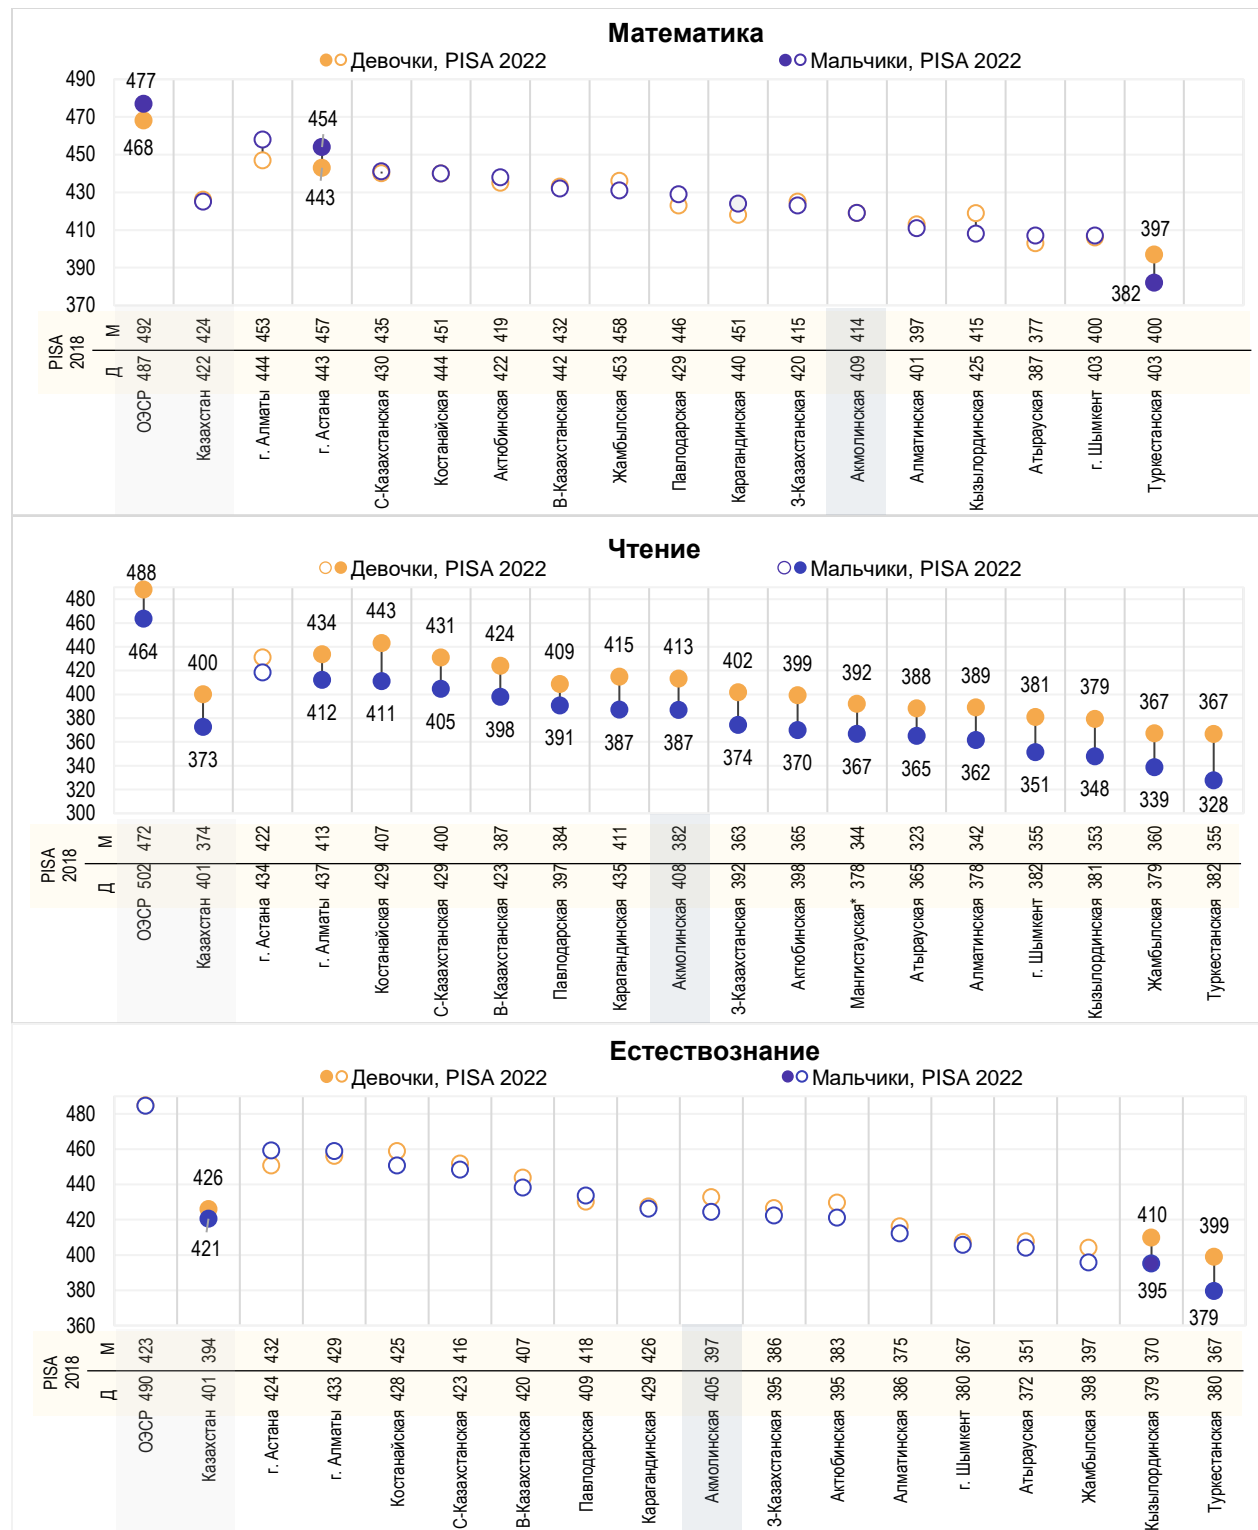 Математика
Девочки, PISA 2022
Мальчики, PISA 2022
490
470
450
430
410
390
370
477
468
454
443
397
382
PISA 2018
М 492 424 453 457 435 451 419 432 458 446 451 415 414 397 415 377 400 400
Д 487 422 444 443 430 444 422 442 453 429 440 420 409 401 425 387 403 403
ОЭСР
Казахстан
г. Алматы
г. Астана
С-Казахстанская
Костанайская
Актюбинская
В-Казахстанская
Жамбылская
Павлодарская
Карагандинская
З-Казахстанская
Акмолинская
Алматинская
Кызылординская
Атырауская
г. Шымкент
Туркестанская
Чтение
Девочки, PISA 2022
Мальчики, PISA 2022
480
460
440
420
400
380
360
340
320
300
488 400 434 443 431 424 409 415 413 402 399 392 388 389 381 379 367 367
464 373 412 411 405 398 391 387 387 374 370 367 365 362 351 348 339 328
PISA 2018
М 472 374 422 413 407 400 387 384 411 382 363 365 344 323 342 355 353 360 355
Д 502 401 434 437 429 429 423 397 435 408 392 398 378 365 378 382 381 379 382
ОЭСР
Казахстан
г. Астана
г. Алматы
Костанайская
С-Казахстанская
В-Казахстанская
Павлодарская
Карагандинская
Акмолинская
З-Казахстанская
Актюбинская
Мангистауская*
Атырауская
Алматинская
г. Шымкент
Кызылординская
Жамбылская
Туркестанская
Естествознание
Девочки, PISA 2022
Мальчики, PISA 2022
480
460
440
420
400
380
360
426
421
410
395
399
379
PISA 2018
М 423 394 432 429 425 416 407 418 426 397 386 383 375 367 351 397 370 367
Д 490 401 424 433 428 423 420 409 429 405 395 395 386 380 372 398 379 380
ОЭСР
Казахстан
г. Астана
г. Алматы
Костанайская
С-Казахстанская
В-Казахстанская
Павлодарская
Карагандинская
Акмолинская
З-Казахстанская
Актюбинская
Алматинская
г. Шымкент
Атырауская
Жамбылская
Кызылординская
Туркестанская